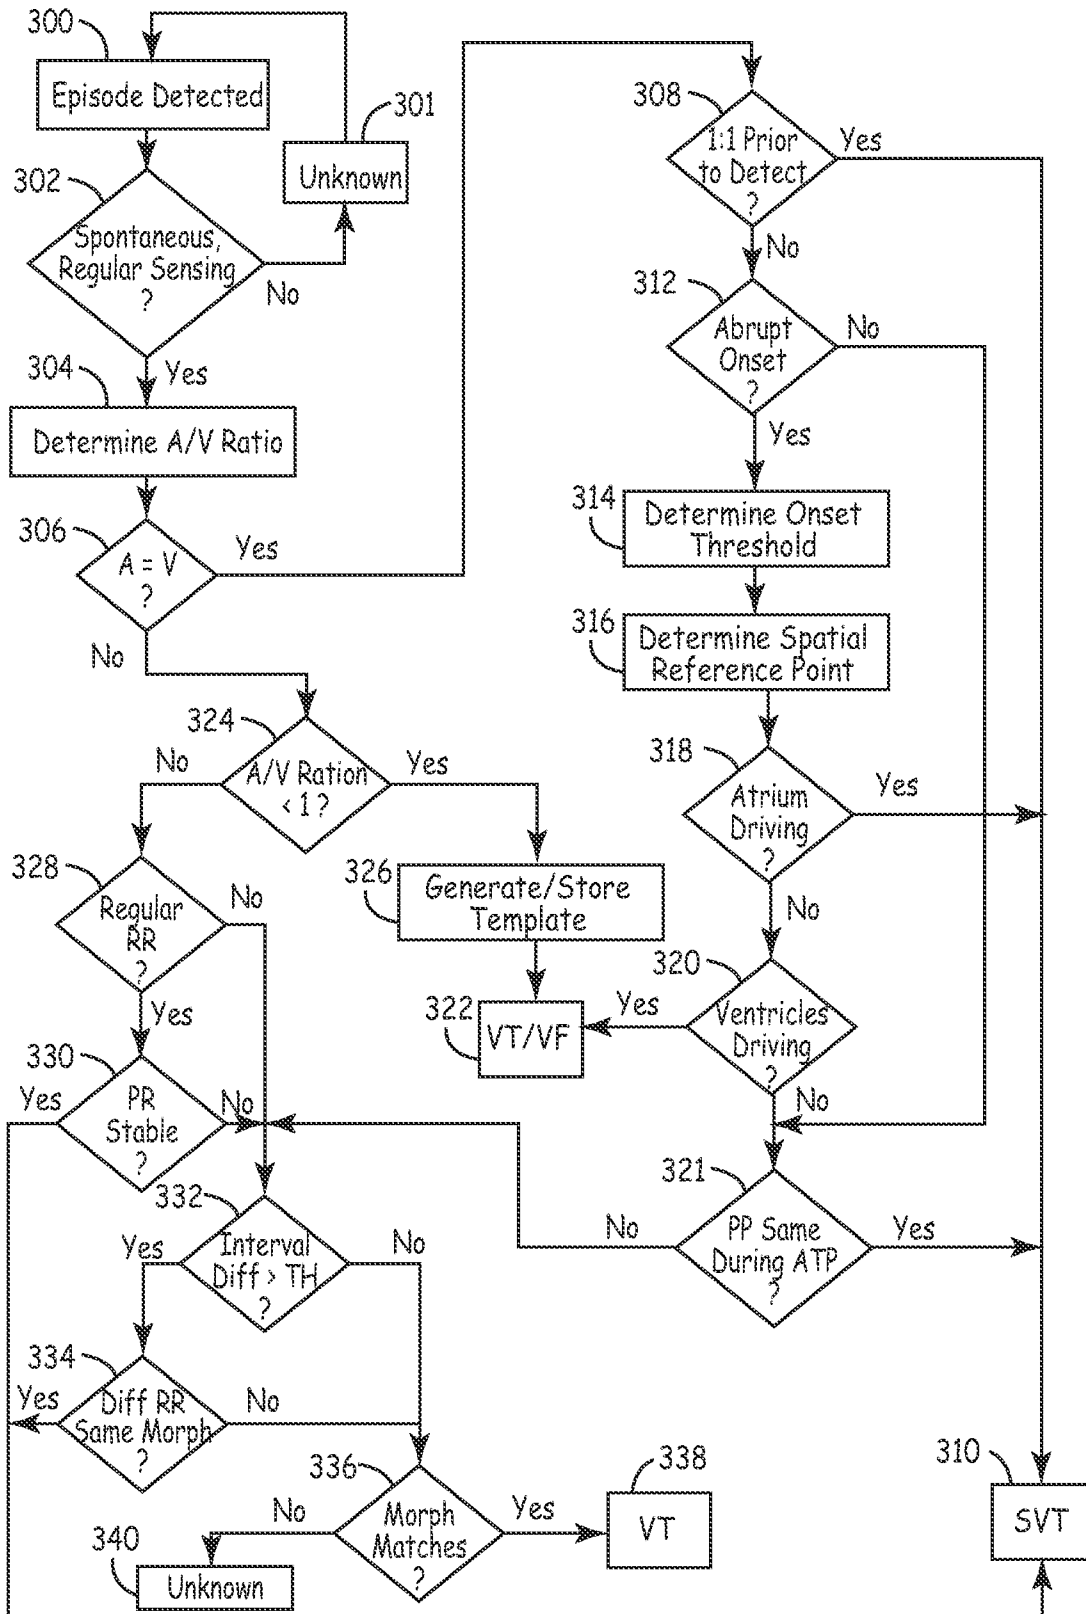 300
Episode Detected
301
Unknown
302
Spontaneous,
Regular Sensing
?
No
Yes
304
Determine A/V Ratio
306
A = V
?
Yes
No
308
1:1 Prior
to Detect
?
Yes
No
312
Abrupt
Onset
?
No
Yes
314
Determine Onset
Threshold
316
Determine Spatial
Reference Point
318
Atrium
Driving
?
Yes
No
320
Ventricles
Driving
?
Yes
No
321
PP Same
During ATP
?
No
Yes
324
A/V Ration
< 1 ?
No
Yes
326
Generate/Store
Template
322
VT/VF
328
Regular
RR
?
No
Yes
330
PR
Stable
?
Yes
No
332
Interval
Diff > TH
?
Yes
No
334
Diff RR
Same Morph
?
Yes
No
336
Morph
Matches
?
No
Yes
338
VT
340
Unknown
310
SVT